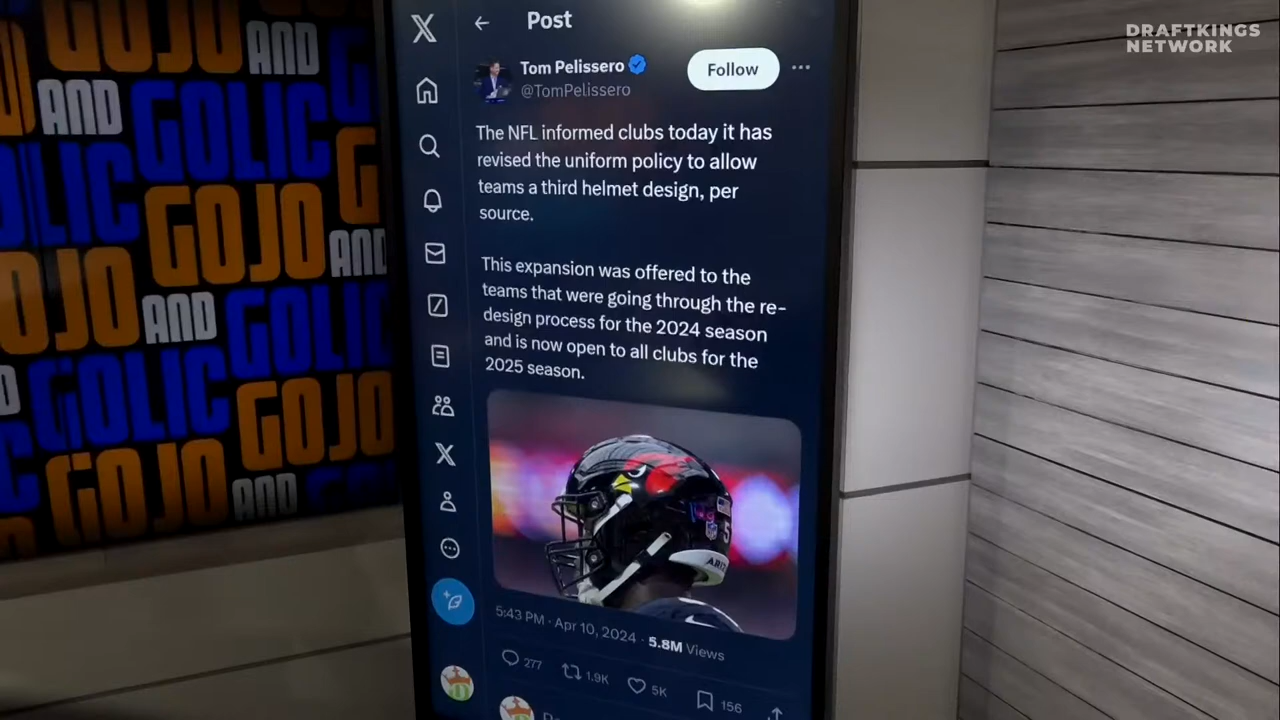 DRAFTKINGS
NETWORK
GOJO AND
AND GOLIC
GOJO AND
GOJO AND GOLIC
GOLIC GOJO
GOJO AND
Post
Tom Pelissero
@TomPelissero
Follow
The NFL informed clubs today it has
revised the uniform policy to allow
teams a third helmet design, per
source.
This expansion was offered to the
teams that were going through the re-
design process for the 2024 season
and is now open to all clubs for the
2025 season.
5:43 PM · Apr 10, 2024 · 5.8M Views
277 1.9K 5K 156